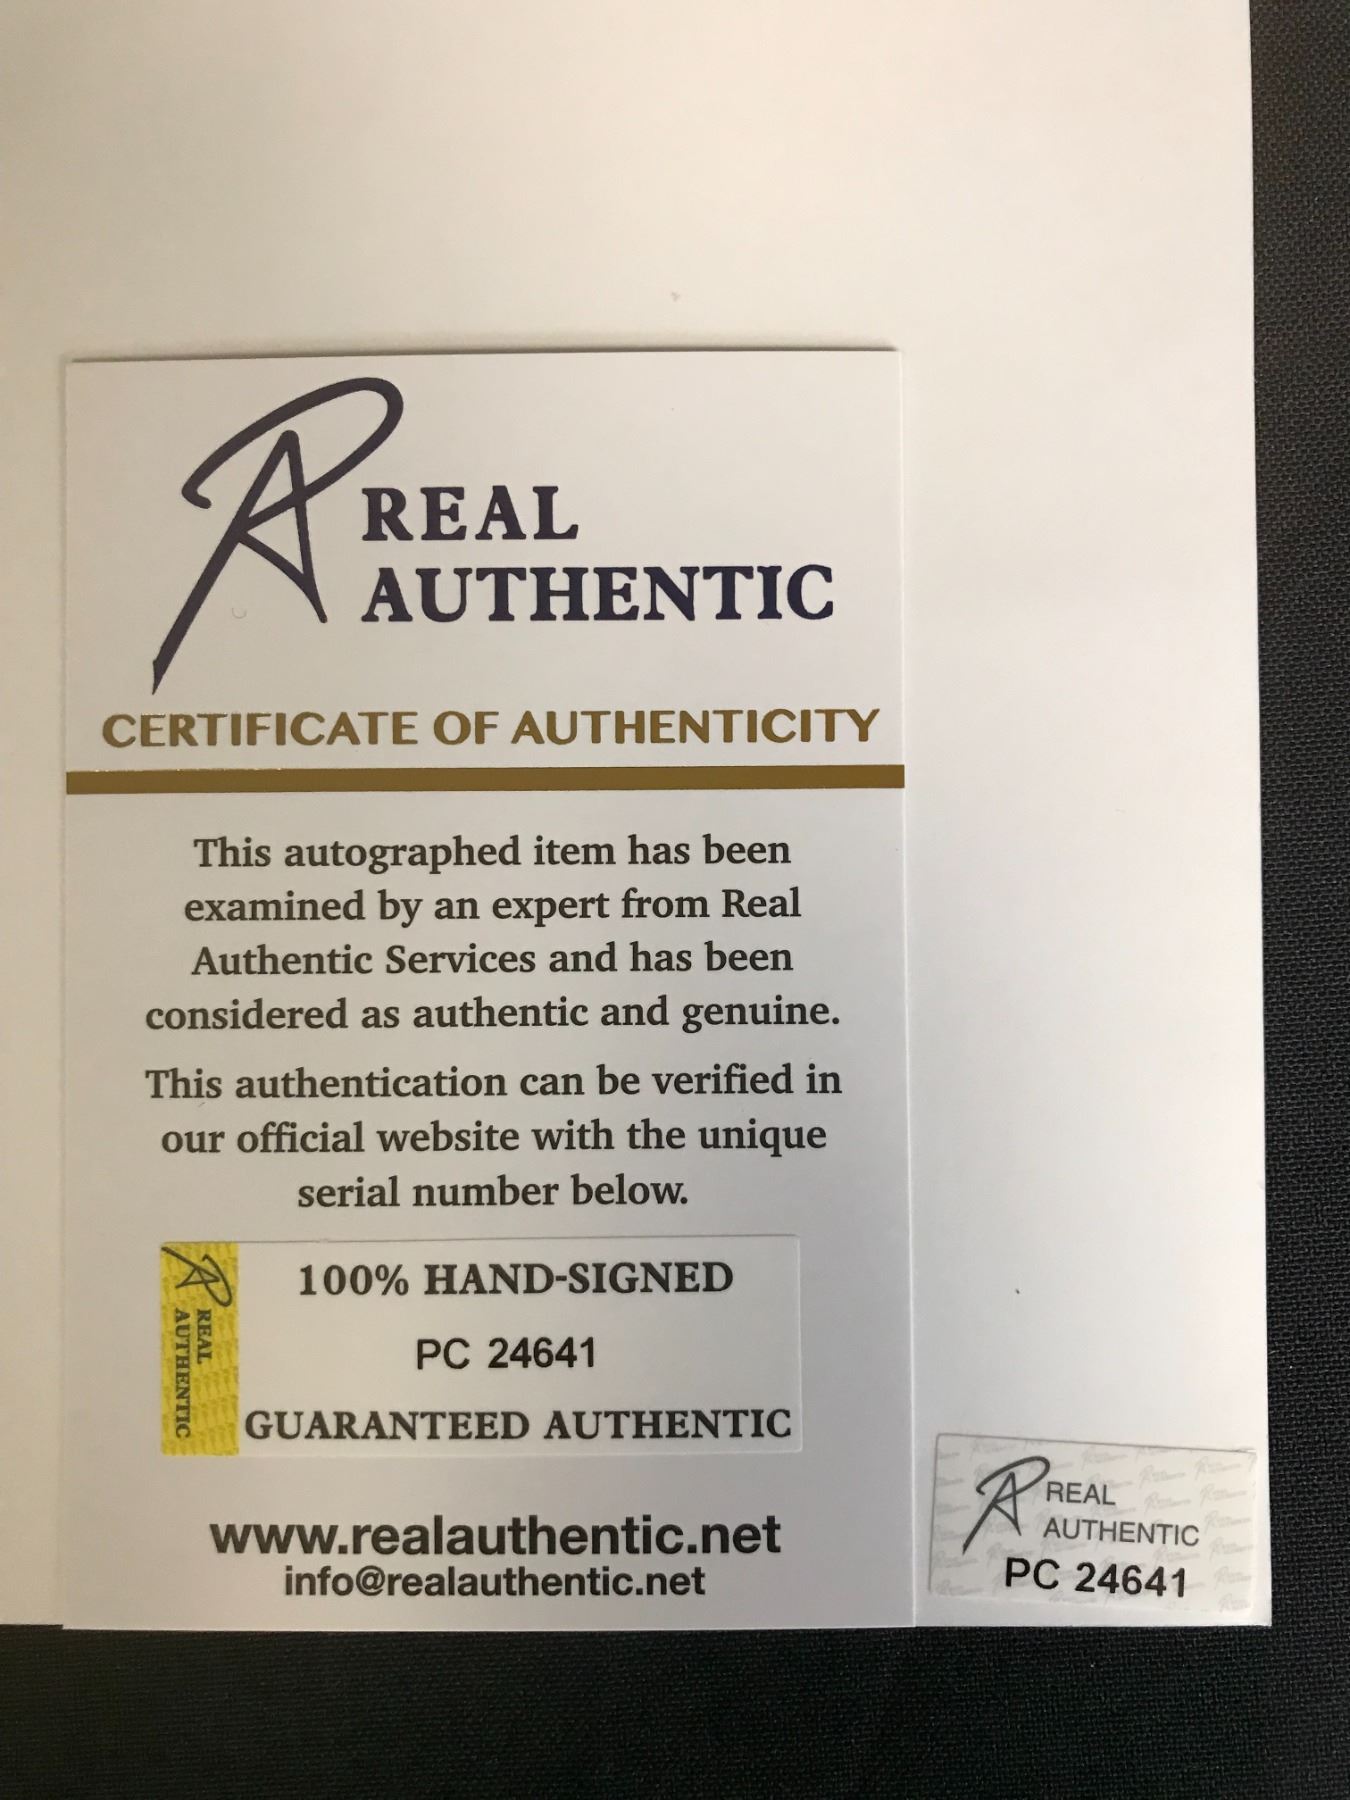 REAL
AUTHENTIC
CERTIFICATE OF AUTHENTICITY
This autographed item has been
examined by an expert from Real
Authentic Services and has been
considered as authentic and genuine.
This authentication can be verified in
our official website with the unique
serial number below.
REAL
AUTHENTIC
100% HAND-SIGNED
PC 24641
GUARANTEED AUTHENTIC
www.realauthentic.net
info@realauthentic.net
REAL
AUTHENTIC
PC 24641